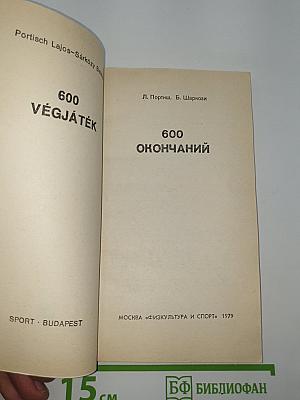 Portisch Lajos-Sárközy
600
VÉGJÁTÉK
SPORT · BUDAPEST
Л. Портиш, Б. Шаркози
600
ОКОНЧАНИЙ
МОСКВА «ФИЗКУЛЬТУРА И СПОРТ» 1979
15 см
БФ БИБЛИОФАН